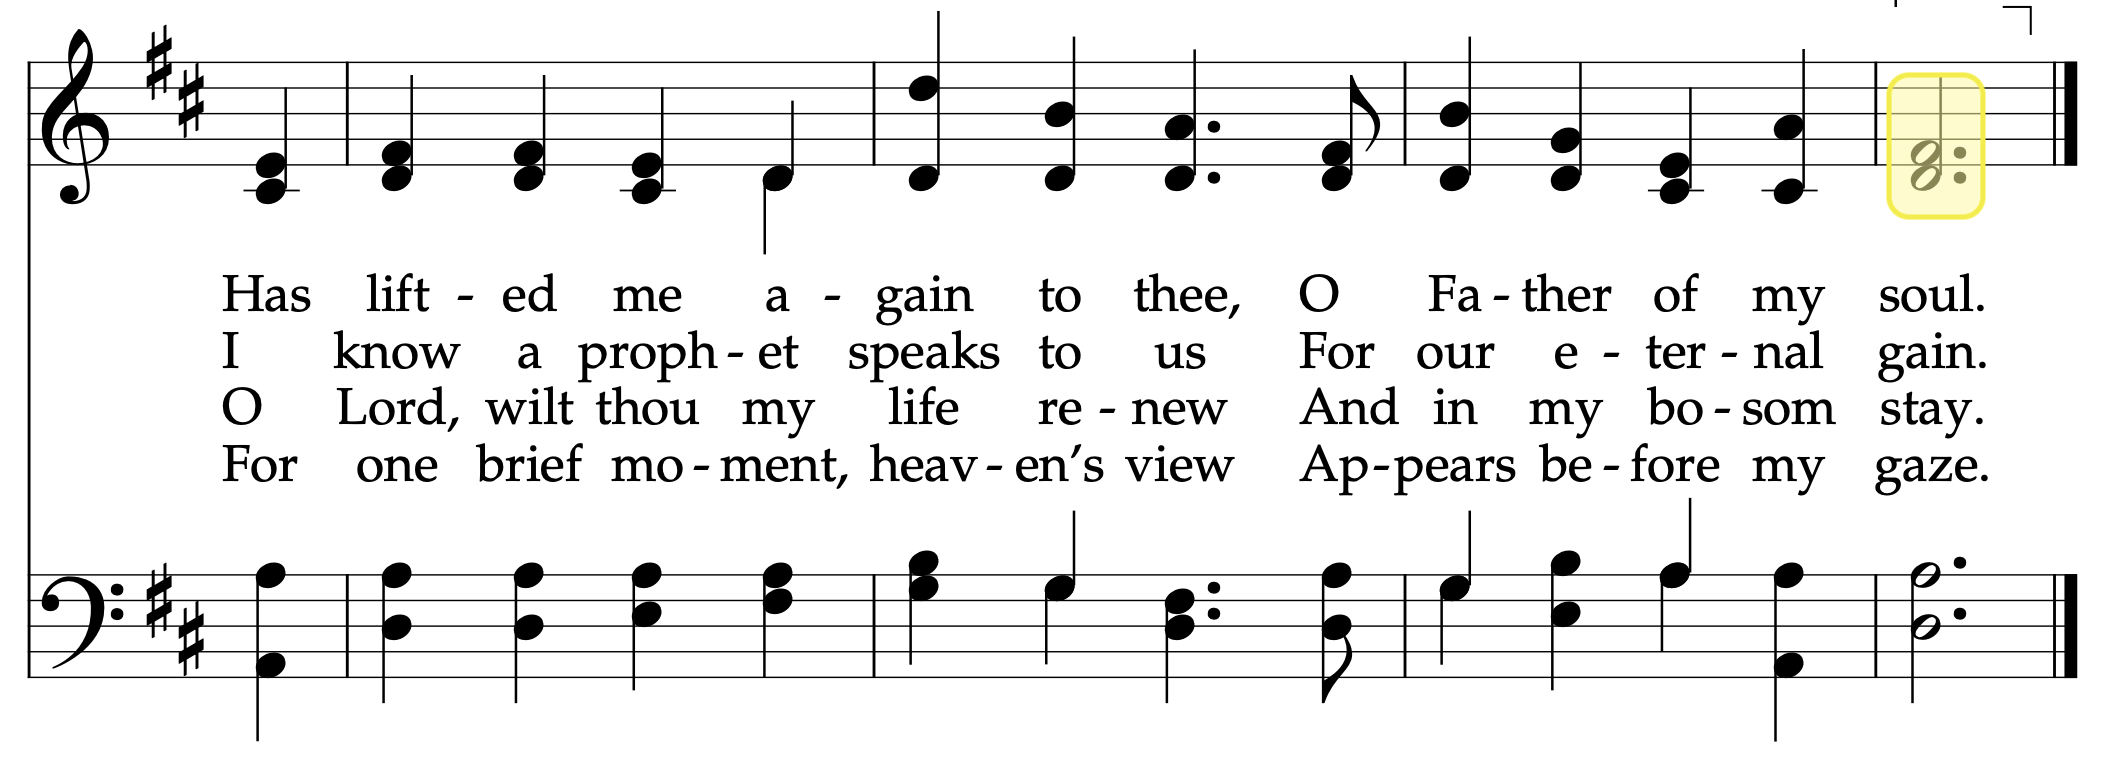 Has lift - ed me a - gain to thee, O Fa - ther of my soul.
I know a proph - et speaks to us For our e - ter - nal gain.
O Lord, wilt thou my life re - new And in my bo - som stay.
For one brief mo - ment, heav - en's view Ap - pears be - fore my gaze.